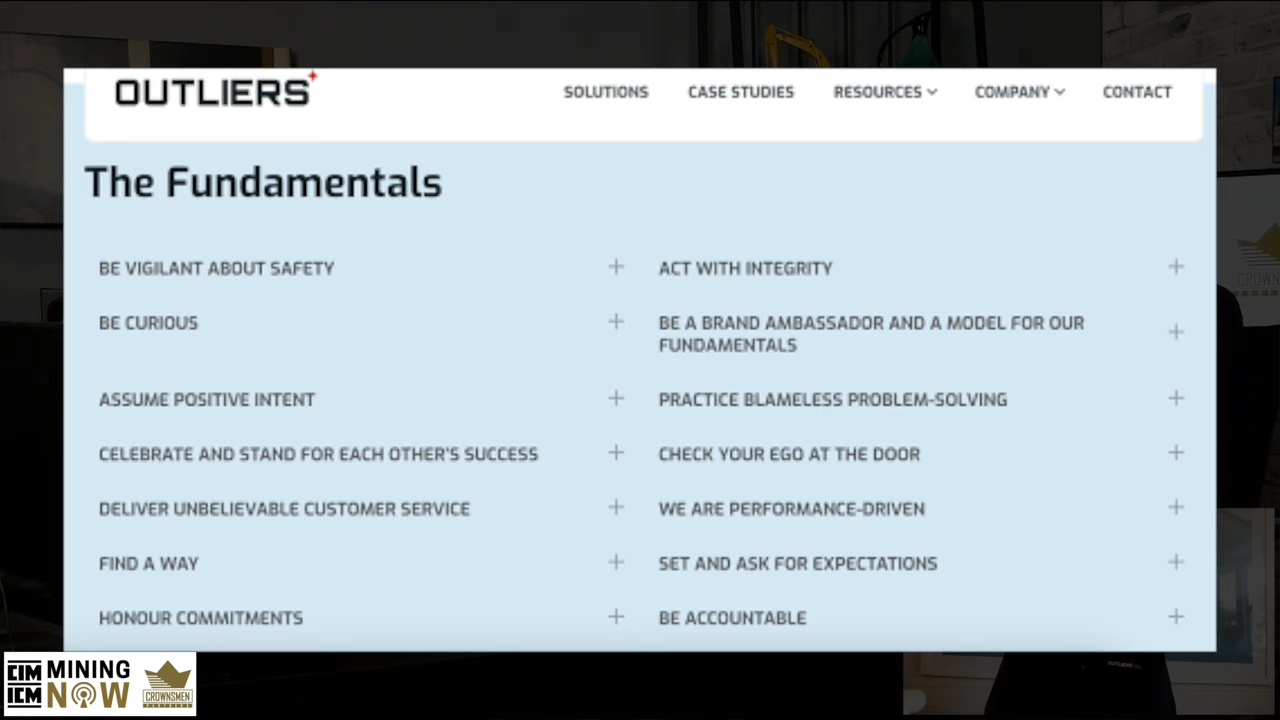 OUTLIERS
SOLUTIONS
CASE STUDIES
RESOURCES
COMPANY
CONTACT
The Fundamentals
BE VIGILANT ABOUT SAFETY
ACT WITH INTEGRITY
BE CURIOUS
BE A BRAND AMBASSADOR AND A MODEL FOR OUR
FUNDAMENTALS
ASSUME POSITIVE INTENT
PRACTICE BLAMELESS PROBLEM-SOLVING
CELEBRATE AND STAND FOR EACH OTHER'S SUCCESS
CHECK YOUR EGO AT THE DOOR
DELIVER UNBELIEVABLE CUSTOMER SERVICE
WE ARE PERFORMANCE-DRIVEN
FIND A WAY
SET AND ASK FOR EXPECTATIONS
HONOUR COMMITMENTS
BE ACCOUNTABLE
CIM
ICM
MINING
NOW
CROWNSMEN
PARTNERS
CROWN
OUTLIERS